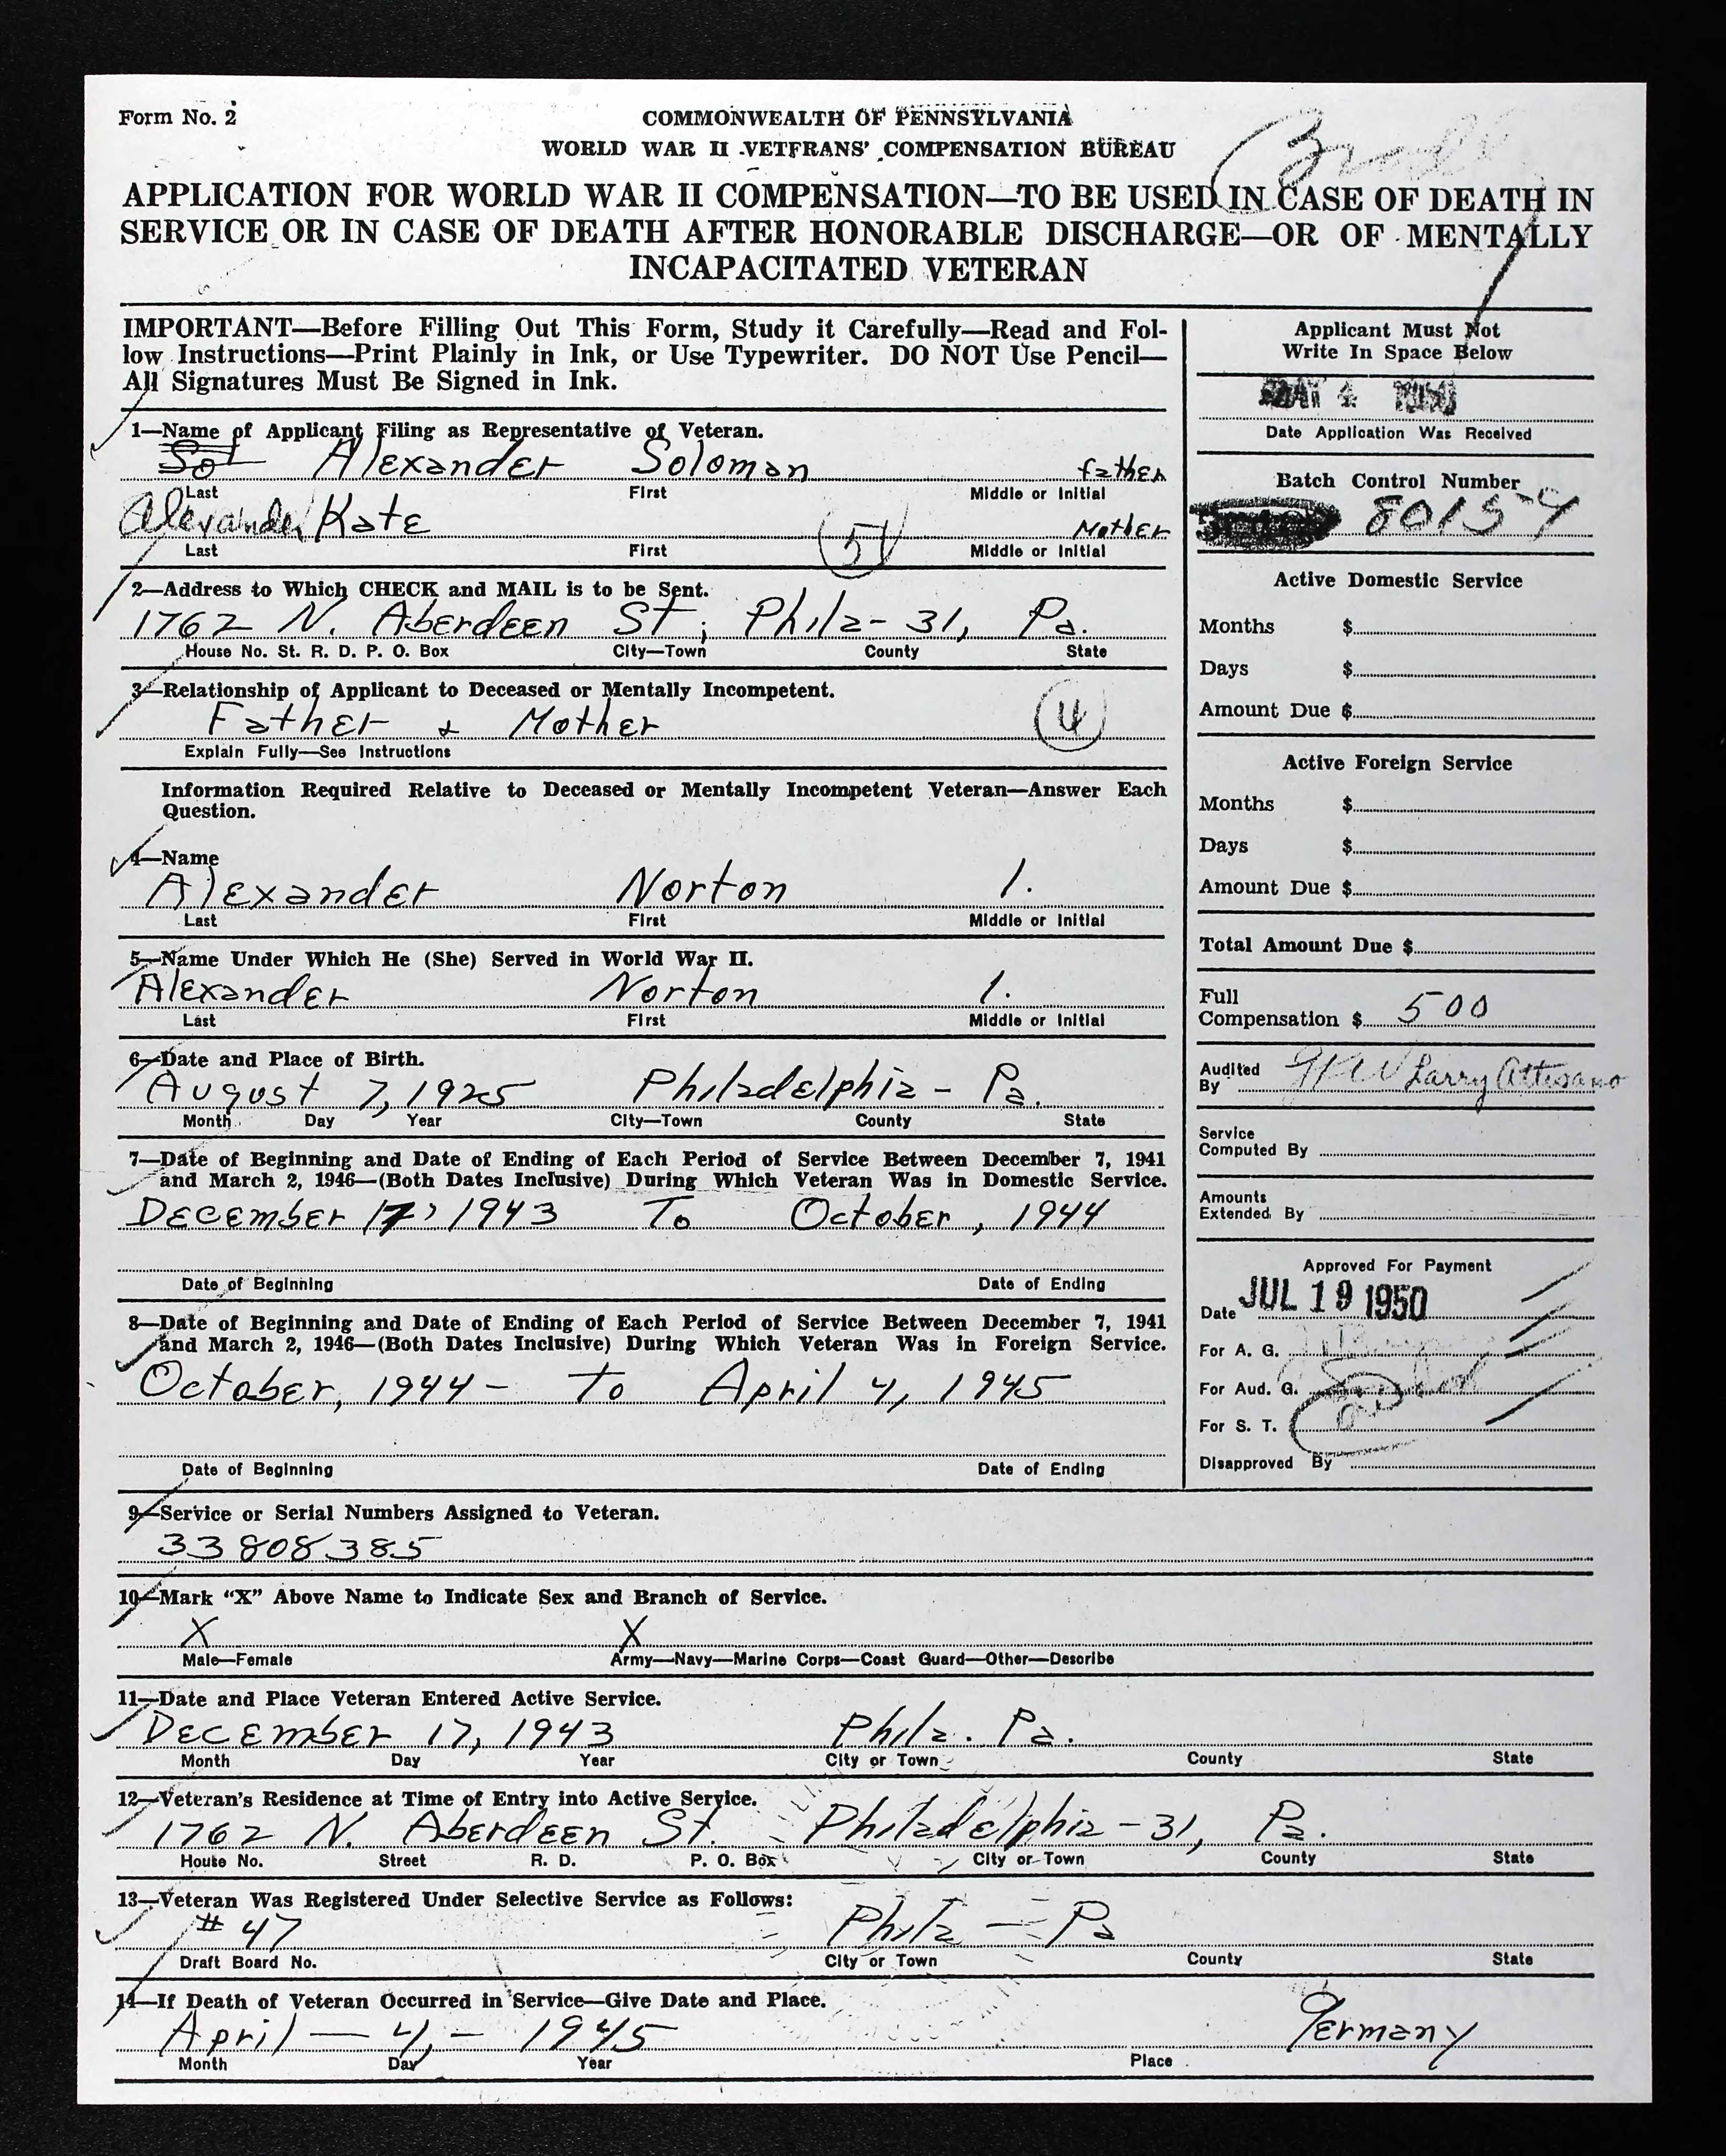 Form No. 2
COMMONWEALTH OF PENNSYLVANIA
WORLD WAR II VETERANS' COMPENSATION BUREAU
APPLICATION FOR WORLD WAR II COMPENSATION—TO BE USED IN CASE OF DEATH IN
SERVICE OR IN CASE OF DEATH AFTER HONORABLE DISCHARGE—OR OF MENTALLY
INCAPACITATED VETERAN
IMPORTANT—Before Filling Out This Form, Study it Carefully—Read and Fol-
low Instructions—Print Plainly in Ink, or Use Typewriter. DO NOT Use Pencil—
All Signatures Must Be Signed in Ink.
1—Name of Applicant Filing as Representative of Veteran.
Sol Alexander Soloman father
Last First Middle or Initial
Alexander Kate 51 Mother
Last First Middle or Initial
2—Address to Which CHECK and MAIL is to be Sent.
1762 N. Aberdeen St; Phila-31, Pa.
House No. St. R. D. P. O. Box City—Town County State
3—Relationship of Applicant to Deceased or Mentally Incompetent.
Father & Mother 4
Explain Fully—See Instructions
Information Required Relative to Deceased or Mentally Incompetent Veteran—Answer Each
Question.
4—Name
Alexander Norton I.
Last First Middle or Initial
5—Name Under Which He (She) Served in World War II.
Alexander Norton I.
Last First Middle or Initial
6—Date and Place of Birth.
August 7, 1925 Philadelphia - Pa.
Month Day Year City—Town County State
7—Date of Beginning and Date of Ending of Each Period of Service Between December 7, 1941
and March 2, 1946—(Both Dates Inclusive) During Which Veteran Was in Domestic Service.
December 17, 1943 To October, 1944
Date of Beginning Date of Ending
8—Date of Beginning and Date of Ending of Each Period of Service Between December 7, 1941
and March 2, 1946—(Both Dates Inclusive) During Which Veteran Was in Foreign Service.
October, 1944 - to April 4, 1945
Date of Beginning Date of Ending
Applicant Must Not
Write In Space Below
MAY 4 1950
Date Application Was Received
Batch Control Number
80154
Active Domestic Service
Months $
Days $
Amount Due $
Active Foreign Service
Months $
Days $
Amount Due $
Total Amount Due $
Full
Compensation $ 500
Audited
By Larry Attesano
Service
Computed By
Amounts
Extended By
Approved For Payment
Date JUL 19 1950
For A. G.
For Aud. G.
For S. T.
Disapproved By
9—Service or Serial Numbers Assigned to Veteran.
33808385
10—Mark "X" Above Name to Indicate Sex and Branch of Service.
X X
Male—Female Army—Navy—Marine Corps—Coast Guard—Other—Describe
11—Date and Place Veteran Entered Active Service.
December 17, 1943 Phila. Pa.
Month Day Year City or Town County State
12—Veteran's Residence at Time of Entry into Active Service.
1762 N. Aberdeen St. Philadelphia-31, Pa.
House No. Street R. D. P. O. Box City or Town County State
13—Veteran Was Registered Under Selective Service as Follows:
# 47 Phila - Pa
Draft Board No. City or Town County State
14—If Death of Veteran Occurred in Service—Give Date and Place.
April - 4, - 1945 Germany
Month Day Year Place